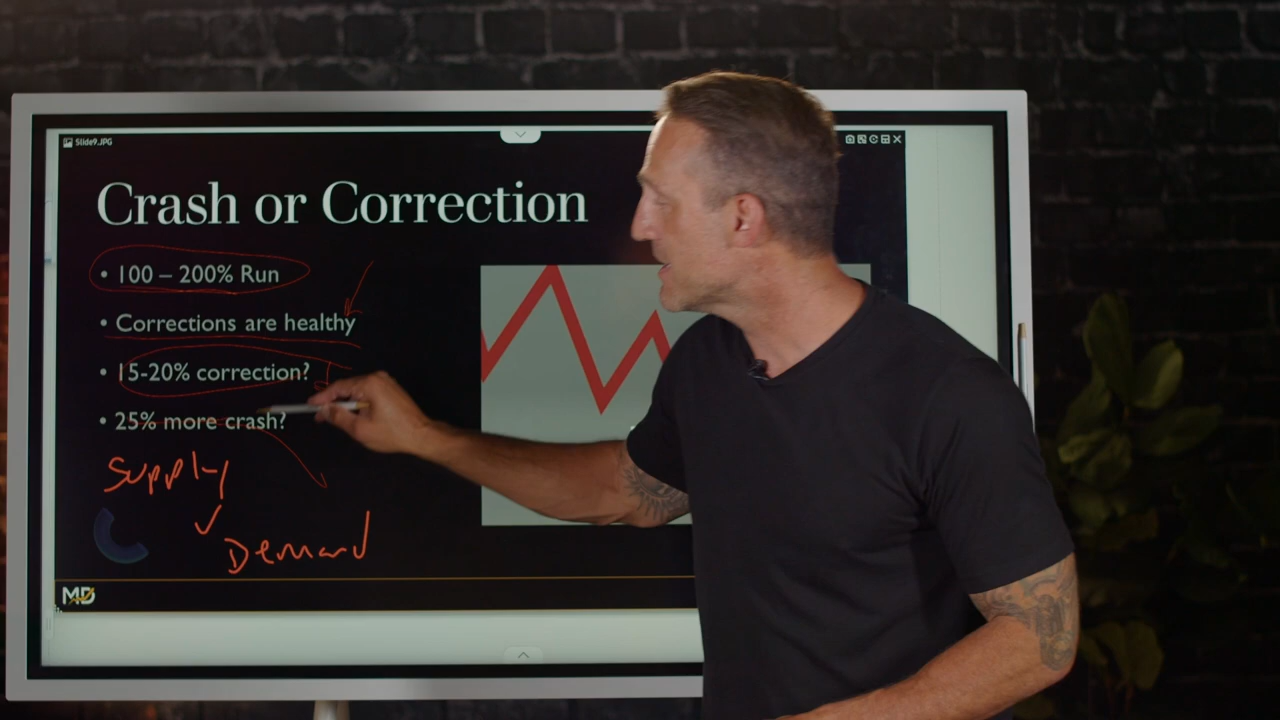 Slide9.JPG
Crash or Correction
• 100 – 200% Run
• Corrections are healthy
• 15-20% correction?
• 25% more crash?
Supply
Demand
MD